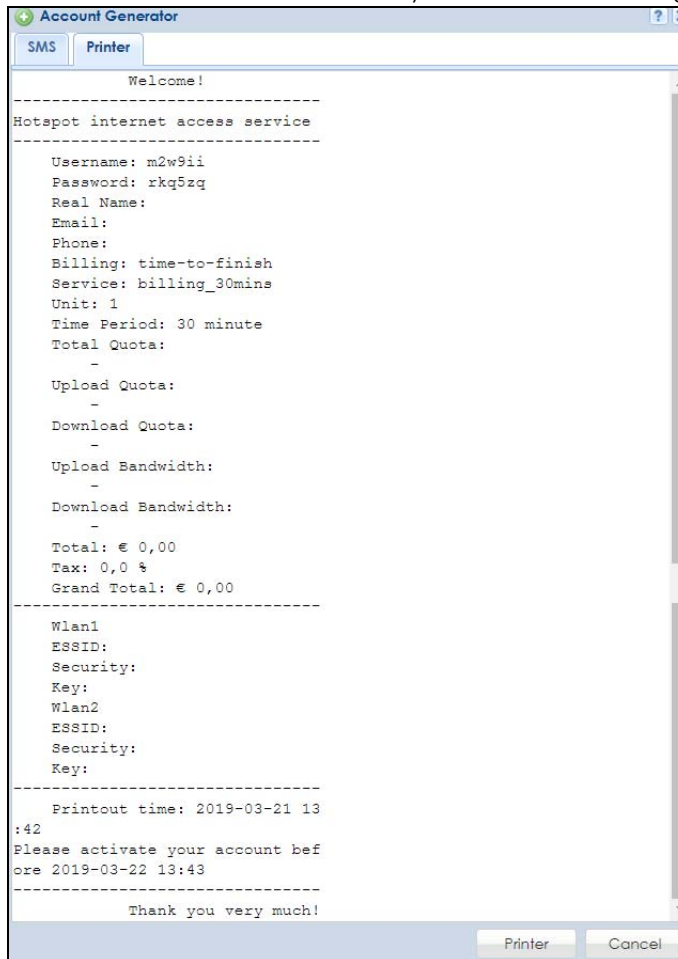 Account Generator
SMS Printer
Welcome!
--------------------------------
Hotspot internet access service
--------------------------------
Username: m2w9ii
Password: rkq5zq
Real Name:
Email:
Phone:
Billing: time-to-finish
Service: billing_30mins
Unit: 1
Time Period: 30 minute
Total Quota:
-
Upload Quota:
-
Download Quota:
-
Upload Bandwidth:
-
Download Bandwidth:
-
Total: € 0,00
Tax: 0,0 %
Grand Total: € 0,00
--------------------------------
Wlan1
ESSID:
Security:
Key:
Wlan2
ESSID:
Security:
Key:
--------------------------------
Printout time: 2019-03-21 13
:42
Please activate your account bef
ore 2019-03-22 13:43
--------------------------------
Thank you very much!
Printer Cancel